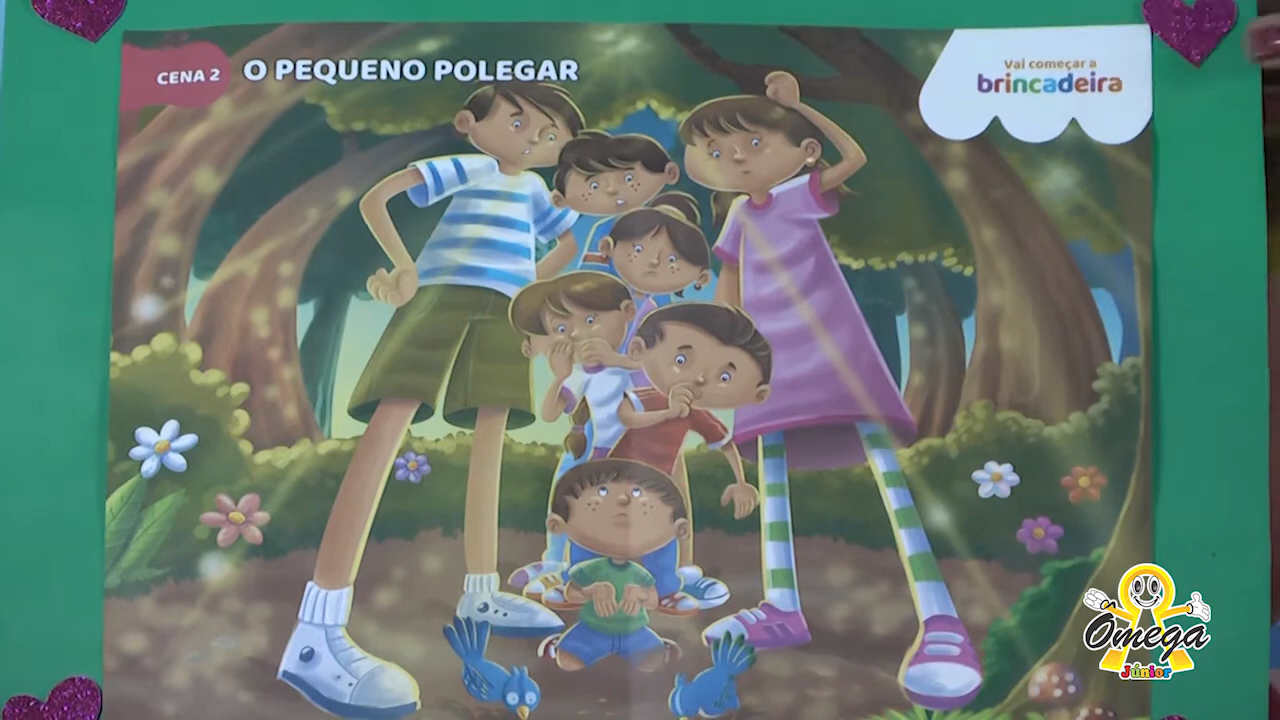 CENA 2
O PEQUENO POLEGAR
Vai começar a
brincadeira
Ômega
Júnior